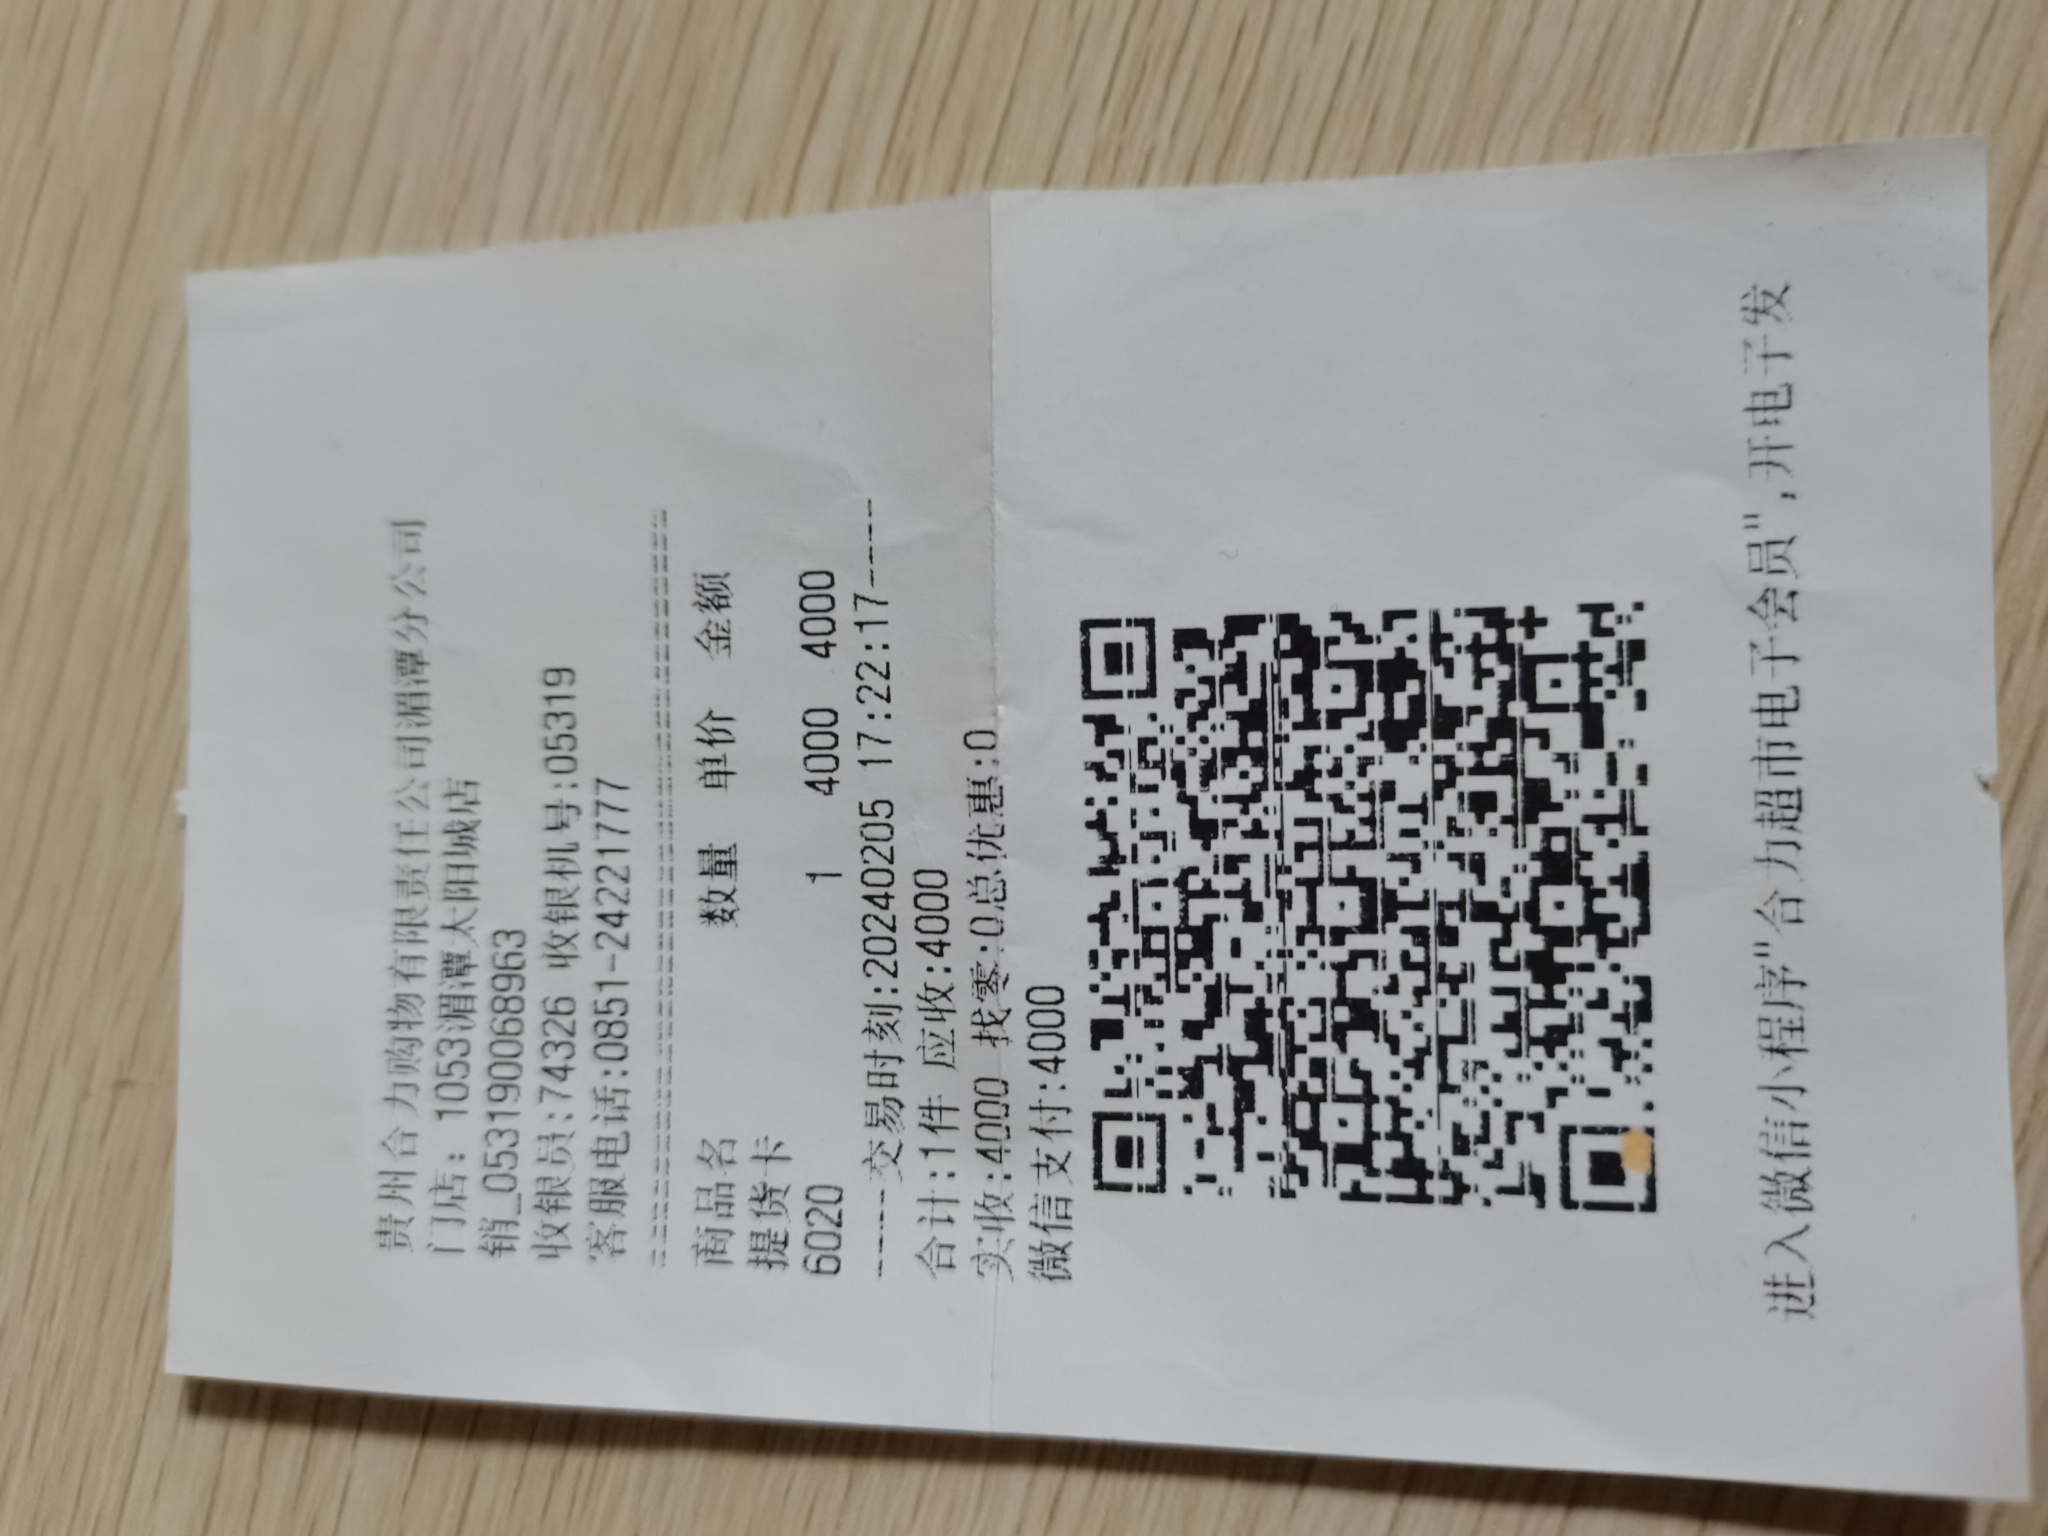 贵州合力购物有限责任公司湄潭分公司
门店: 1053湄潭太阳城店
销_053190068963
收银员:74326 收银机号:05319
客服电话:0851-24221777
商品名 数量 单价 金额
提货卡
6020 1 4000 4000
-----交易时刻:20240205 17:22:17----
合计:1件 应收:4000
实收:4000 找零:0总优惠:0
微信支付:4000
进入微信小程序"合力超市电子会员",开电子发